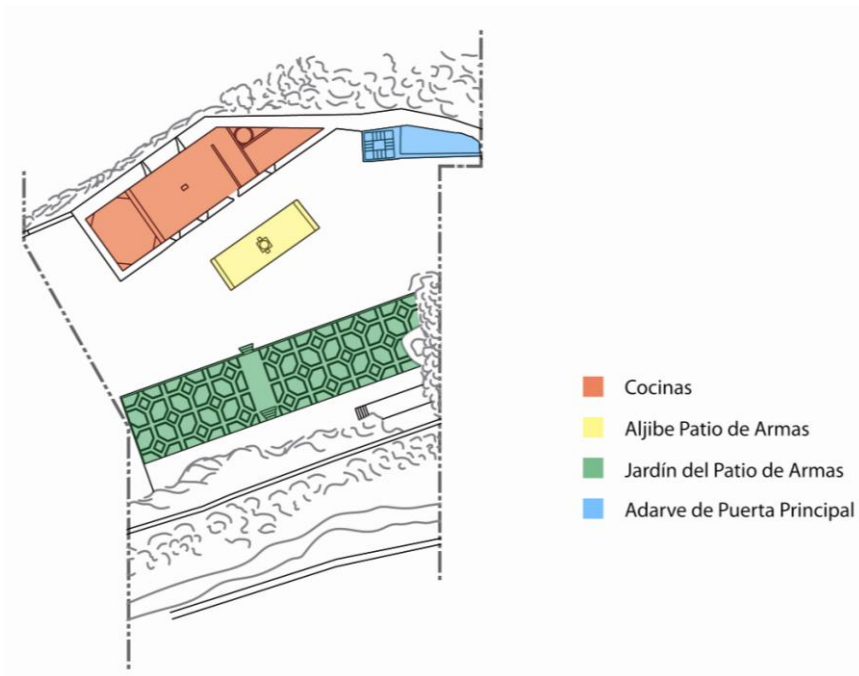 Cocinas
Aljibe Patio de Armas
Jardín del Patio de Armas
Adarve de Puerta Principal